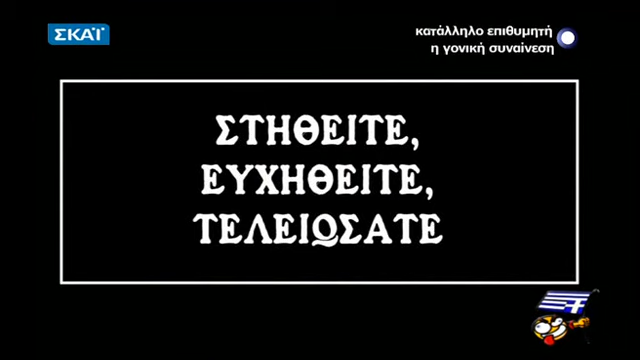 ΣΚΑΪ
κατάλληλο επιθυμητή
η γονική συναίνεση
ΣΤΗΘΕΙΤΕ,
ΕΥΧΗΘΕΙΤΕ,
ΤΕΛΕΙΩΣΑΤΕ